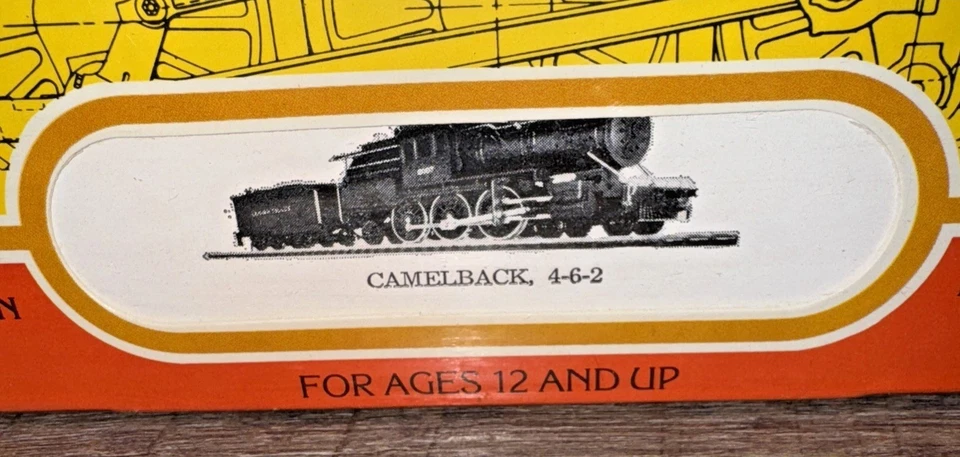 CAMELBACK, 4-6-2
FOR AGES 12 AND UP
N